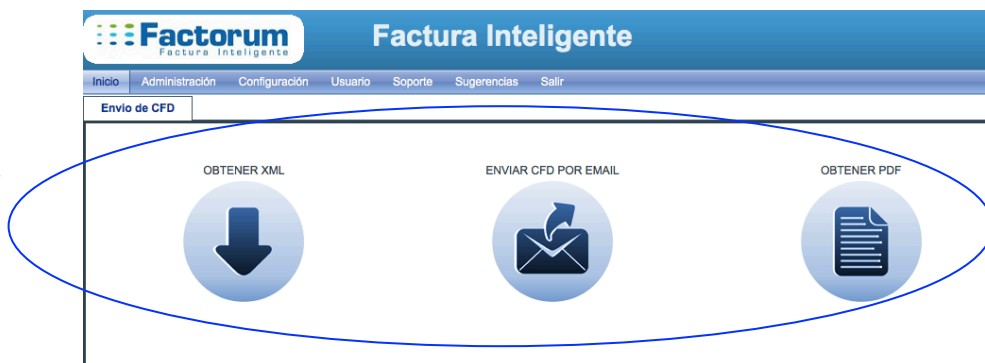 Factorum
Factura Inteligente
Factura Inteligente
Inicio Administración Configuración Usuario Soporte Sugerencias Salir
Envio de CFD
OBTENER XML ENVIAR CFD POR EMAIL OBTENER PDF